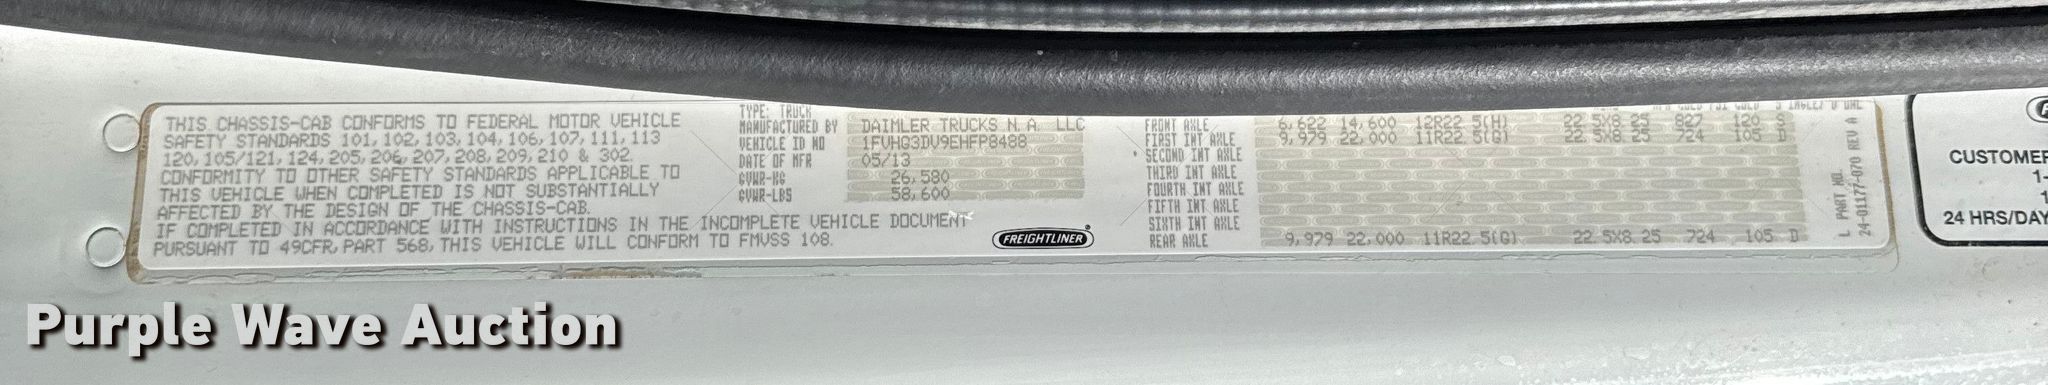 THIS CHASSIS-CAB CONFORMS TO FEDERAL MOTOR VEHICLE
SAFETY STANDARDS 101, 102, 103, 104, 106, 107, 111, 113
120, 105/121, 124, 205, 206, 207, 208, 209, 210 & 302.
CONFORMITY TO OTHER SAFETY STANDARDS APPLICABLE TO
THIS VEHICLE WHEN COMPLETED IS NOT SUBSTANTIALLY
AFFECTED BY THE DESIGN OF THE CHASSIS-CAB.
IF COMPLETED IN ACCORDANCE WITH INSTRUCTIONS IN THE INCOMPLETE VEHICLE DOCUMENT
PURSUANT TO 49CFR, PART 568, THIS VEHICLE WILL CONFORM TO FMVSS 108.
TYPE: TRUCK
MANUFACTURED BY DAIMLER TRUCKS N.A. LLC
VEHICLE ID NO 1FVHG3DV9EHFP8488
DATE OF MFR 05/13
GVWR-KG 26,580
GVWR-LBS 58,600
FREIGHTLINER
FRONT AXLE 6,622 14,600 12R22.5(H) 22.5X8.25 827 120 S
FIRST INT AXLE 9,979 22,000 11R22.5(G) 22.5X8.25 724 105 D
SECOND INT AXLE
THIRD INT AXLE
FOURTH INT AXLE
FIFTH INT AXLE
SIXTH INT AXLE
REAR AXLE 9,979 22,000 11R22.5(G) 22.5X8.25 724 105 D
L PART NO.
24-01177-070 REV A
CUSTOMER
1-
1
24 HRS/DAY
Purple Wave Auction